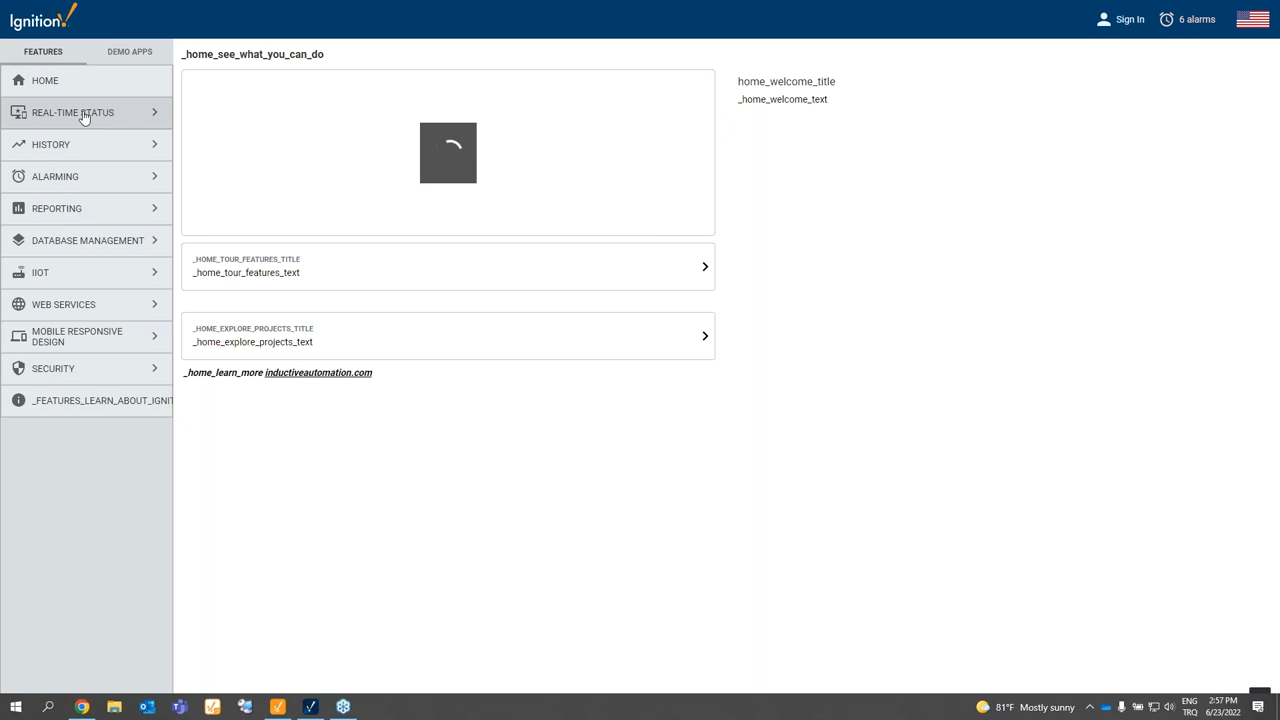 Ignition!
Sign In
6 alarms
FEATURES
DEMO APPS
HOME
REAL-TIME STATUS
HISTORY
ALARMING
REPORTING
DATABASE MANAGEMENT
IIOT
WEB SERVICES
MOBILE RESPONSIVE
DESIGN
SECURITY
_FEATURES_LEARN_ABOUT_IGNIT
_home_see_what_you_can_do
_HOME_TOUR_FEATURES_TITLE
_home_tour_features_text
_HOME_EXPLORE_PROJECTS_TITLE
_home_explore_projects_text
_home_learn_more inductiveautomation.com
home_welcome_title
_home_welcome_text
81°F Mostly sunny
ENG
TRQ
2:57 PM
6/23/2022